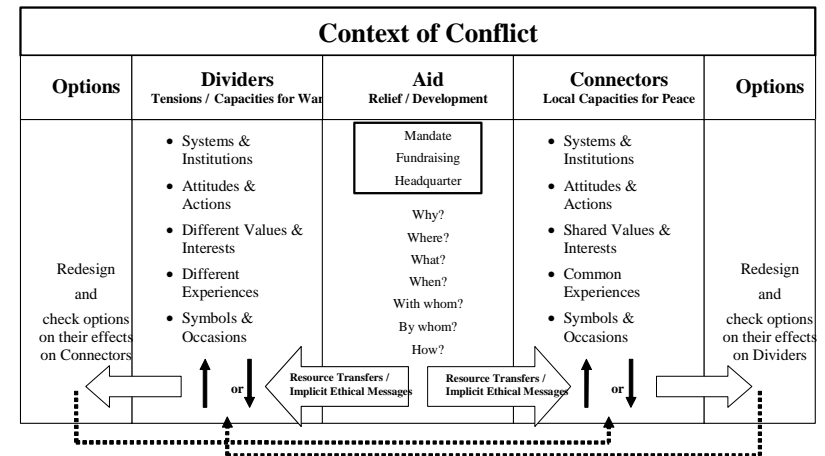 Context of Conflict
Options
Dividers
Tensions / Capacities for War
Aid
Relief / Development
Connectors
Local Capacities for Peace
Options
Redesign
and
check options
on their effects
on Connectors
• Systems &
Institutions
• Attitudes &
Actions
• Different Values &
Interests
• Different
Experiences
• Symbols &
Occasions
or
Mandate
Fundraising
Headquarter
Why?
Where?
What?
When?
With whom?
By whom?
How?
Resource Transfers /
Implicit Ethical Messages
Resource Transfers /
Implicit Ethical Messages
• Systems &
Institutions
• Attitudes &
Actions
• Shared Values &
Interests
• Common
Experiences
• Symbols &
Occasions
or
Redesign
and
check options
on their effects
on Dividers